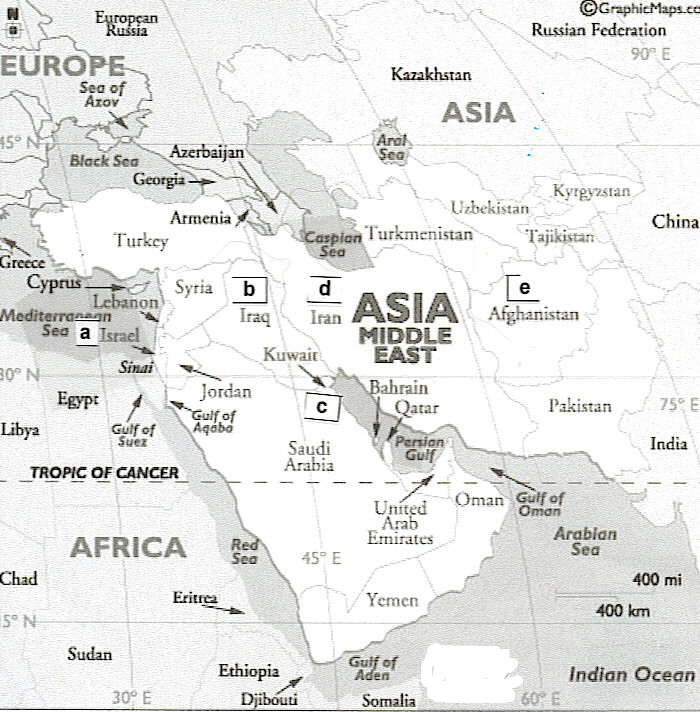 N
©GraphicMaps.co
European
Russia
Russian Federation
90° E
EUROPE
Sea of
Azov
Kazakhstan
ASIA
45° N
Aral
Sea
Black Sea
Azerbaijan
Georgia
Kyrgyzstan
Uzbekistan
Armenia
China
Turkey
Caspian
Sea
Turkmenistan
Tajikistan
Greece
Cyprus
Syria
b
d
e
Lebanon
ASIA
MIDDLE
EAST
Mediterranean
Sea
a
Israel
Iraq
Iran
Afghanistan
Kuwait
Sinai
30° N
Jordan
Bahrain
Egypt
c
Qatar
Pakistan
75° E
Gulf of
Aqaba
Gulf of
Suez
Libya
India
Persian
Gulf
Saudi
Arabia
TROPIC OF CANCER
Oman
Gulf of
Oman
United
Arab
Emirates
Arabian
Sea
AFRICA
Red
Sea
45° E
Chad
400 mi
Eritrea
Yemen
400 km
15° N
Sudan
Gulf of
Aden
Ethiopia
Indian Ocean
30° E
Djibouti
Somalia
60° E